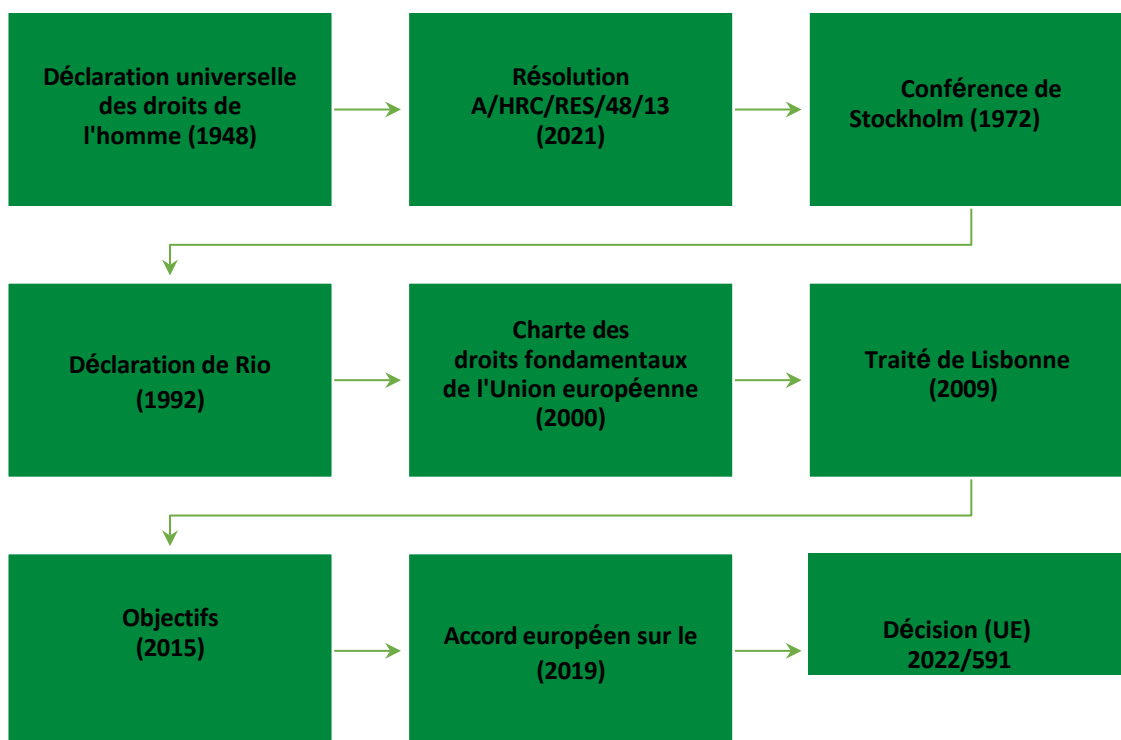 Déclaration universelle
des droits de
l'homme (1948)
Résolution
A/HRC/RES/48/13
(2021)
Conférence de
Stockholm (1972)
Déclaration de Rio
(1992)
Charte des
droits fondamentaux
de l'Union européenne
(2000)
Traité de Lisbonne
(2009)
Objectifs
(2015)
Accord européen sur le
(2019)
Décision (UE)
2022/591